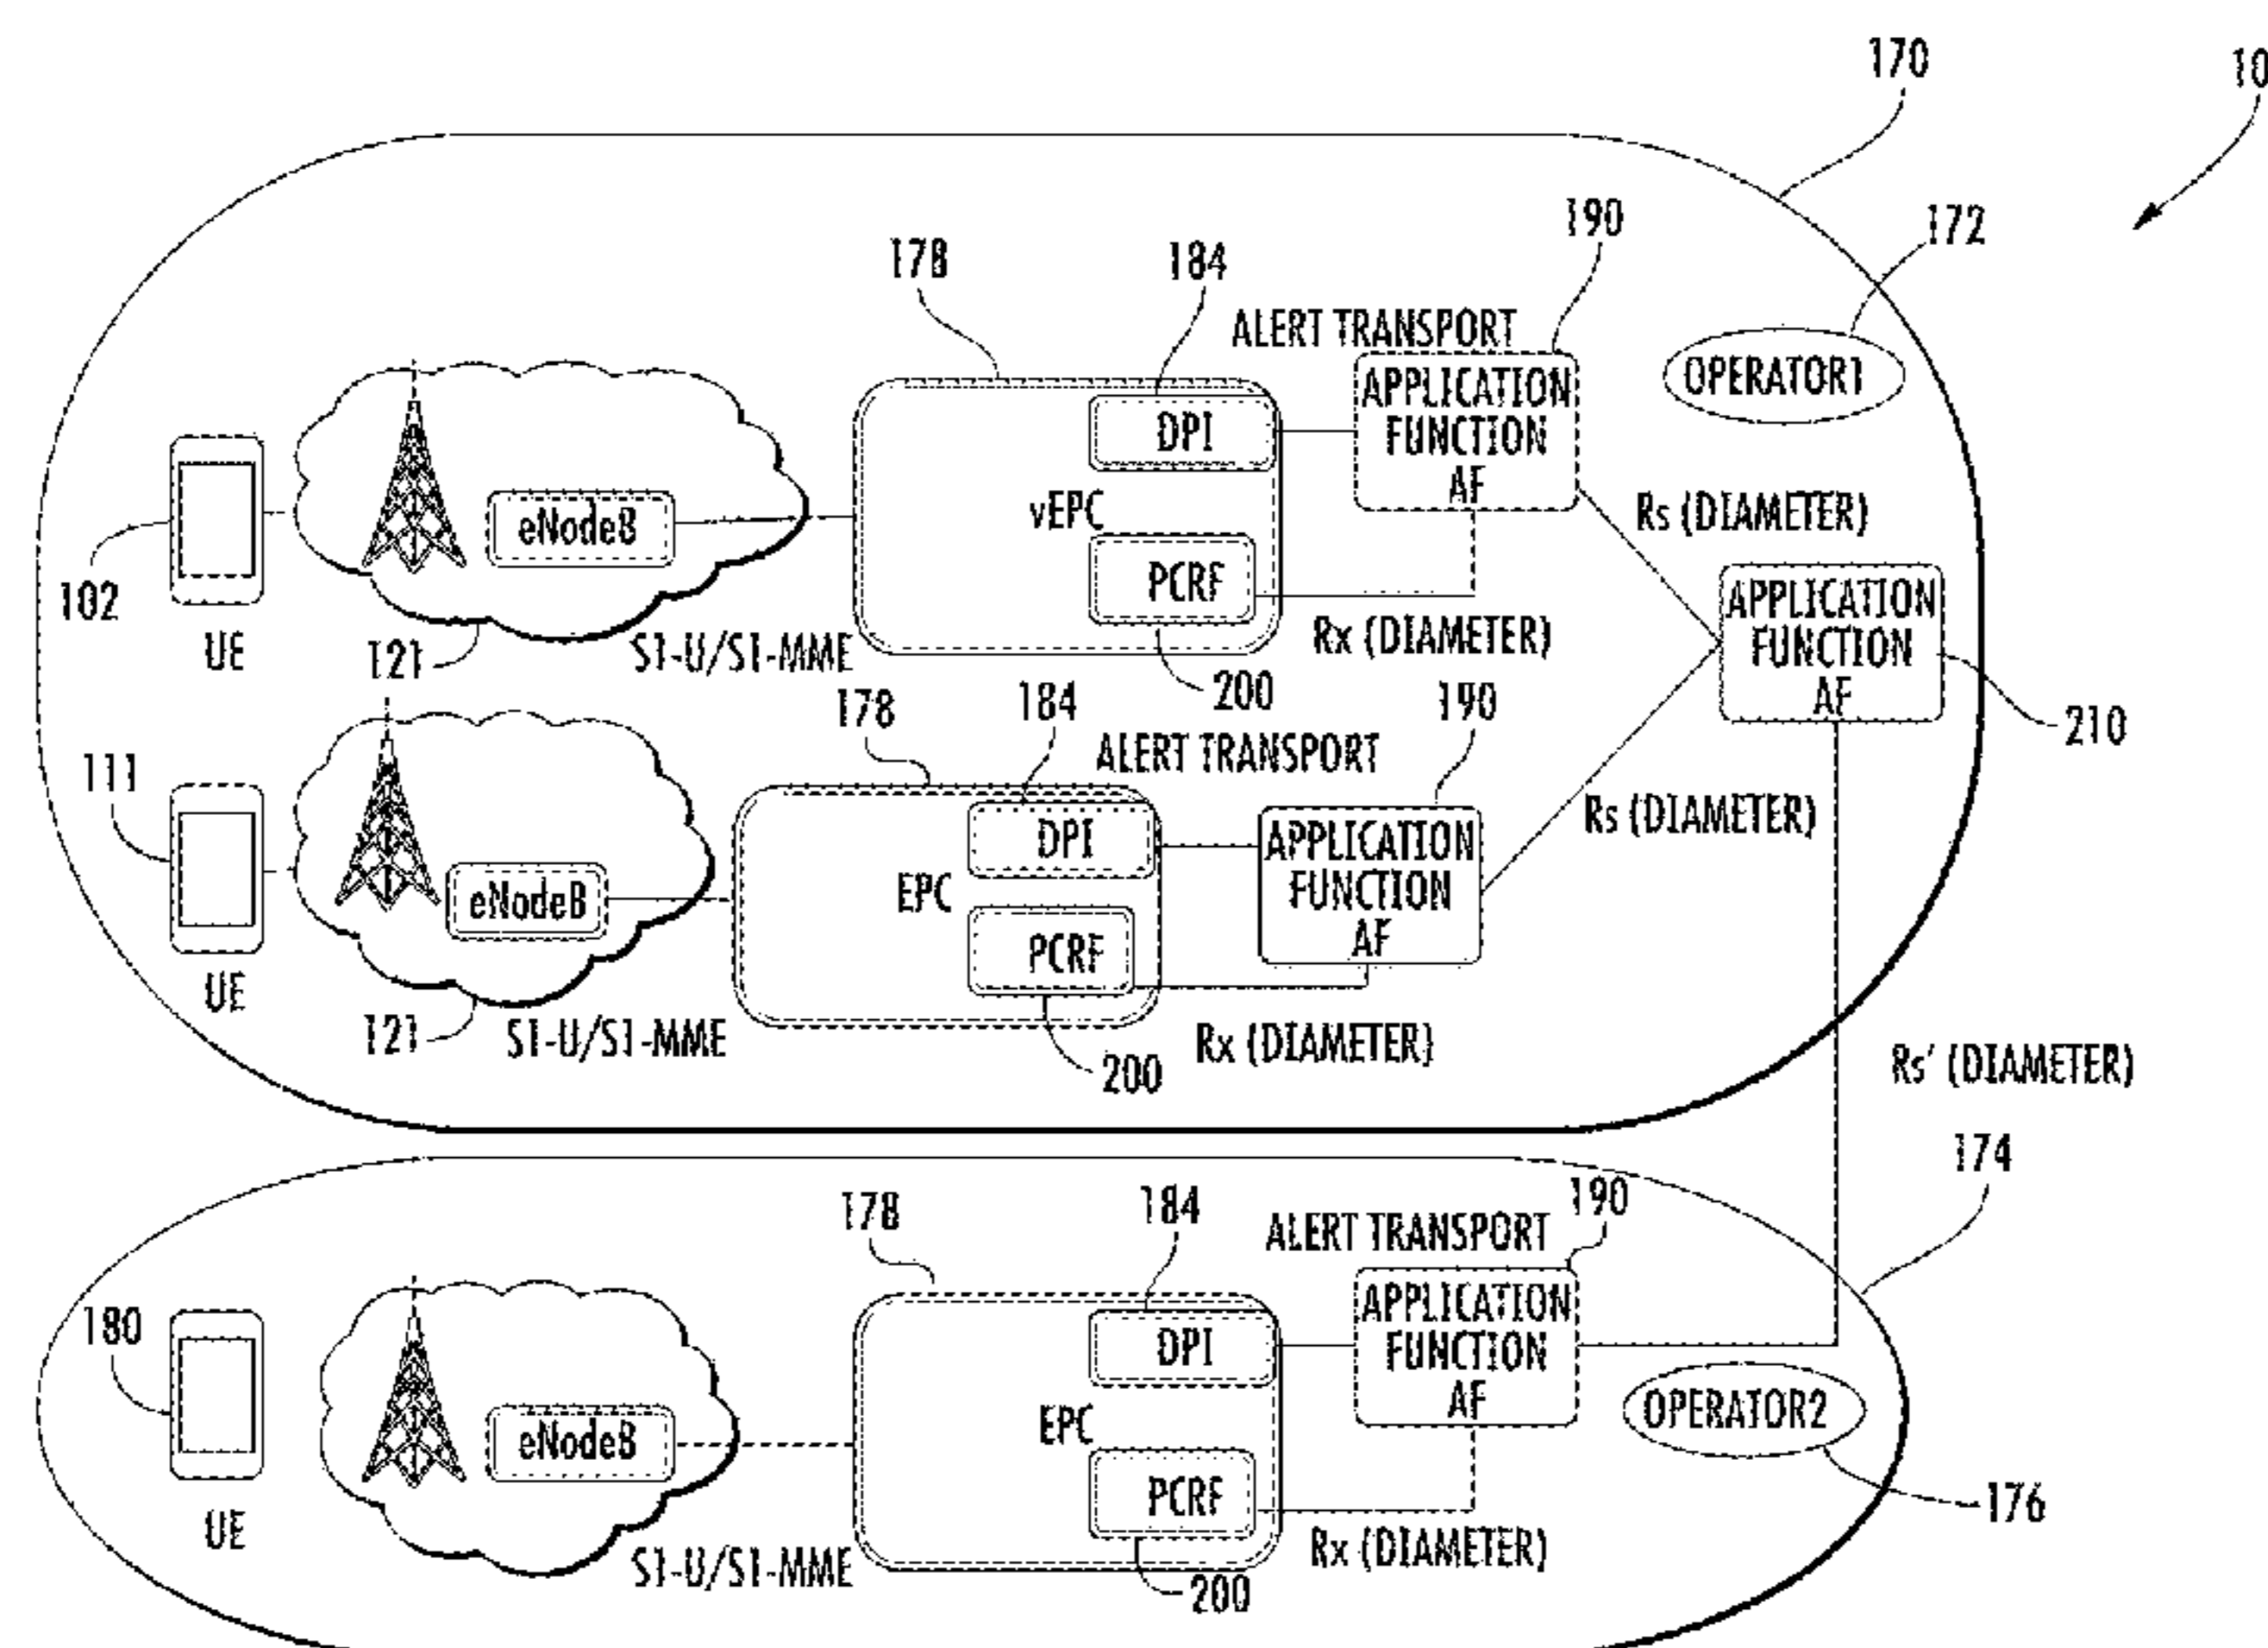 170
10
190
172
178
184
ALERT TRANSPORT
OPERATOR1
APPLICATION
FUNCTION
AF
DPI
eNodeB
vEPC
Rs (DIAMETER)
PCRF
102
UE
121
S1-U/S1-MME
Rx (DIAMETER)
APPLICATION
FUNCTION
AF
200
210
178
184
190
ALERT TRANSPORT
111
Rs (DIAMETER)
DPI
APPLICATION
FUNCTION
AF
EPC
eNodeB
PCRF
UE
121
S1-U/S1-MME
Rx (DIAMETER)
200
Rs' (DIAMETER)
174
178
184
190
ALERT TRANSPORT
180
DPI
APPLICATION
FUNCTION
AF
OPERATOR2
eNodeB
EPC
PCRF
176
UE
S1-U/S1-MME
Rx (DIAMETER)
200